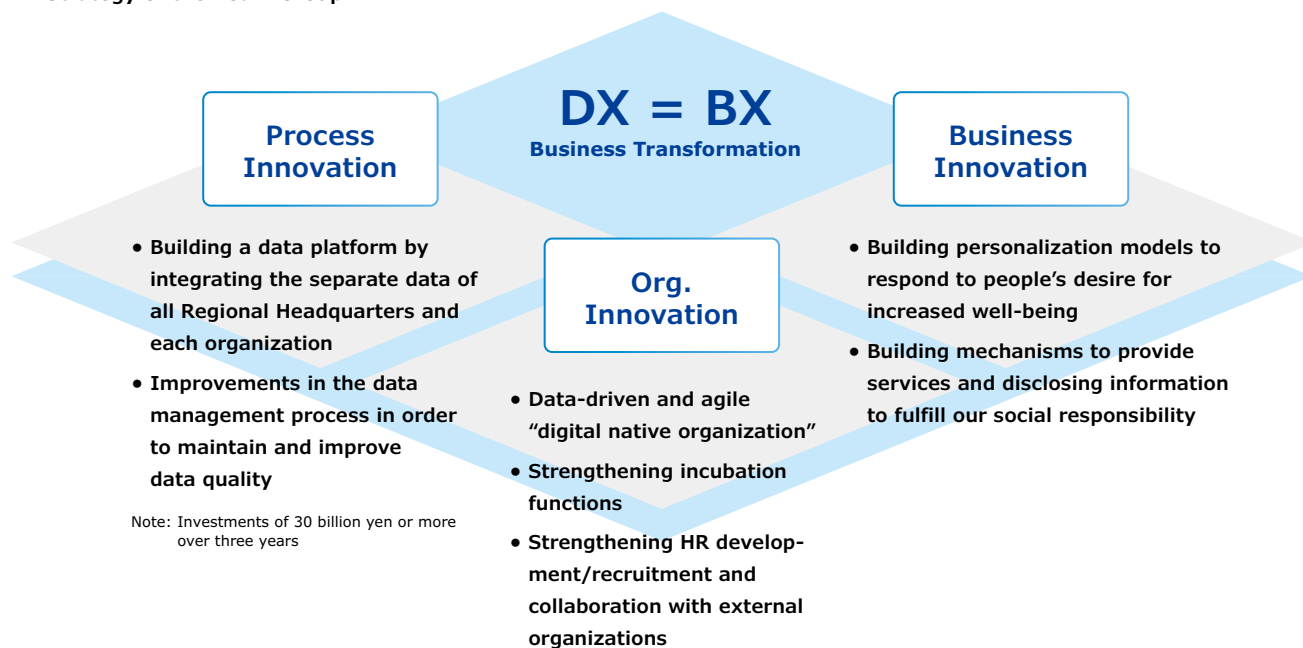 DX = BX
Business Transformation
Process
Innovation
• Building a data platform by
integrating the separate data of
all Regional Headquarters and
each organization
• Improvements in the data
management process in order
to maintain and improve
data quality
Note: Investments of 30 billion yen or more
over three years
Org.
Innovation
• Data-driven and agile
“digital native organization”
• Strengthening incubation
functions
• Strengthening HR develop-
ment/recruitment and
collaboration with external
organizations
Business
Innovation
• Building personalization models to
respond to people’s desire for
increased well-being
• Building mechanisms to provide
services and disclosing information
to fulfill our social responsibility